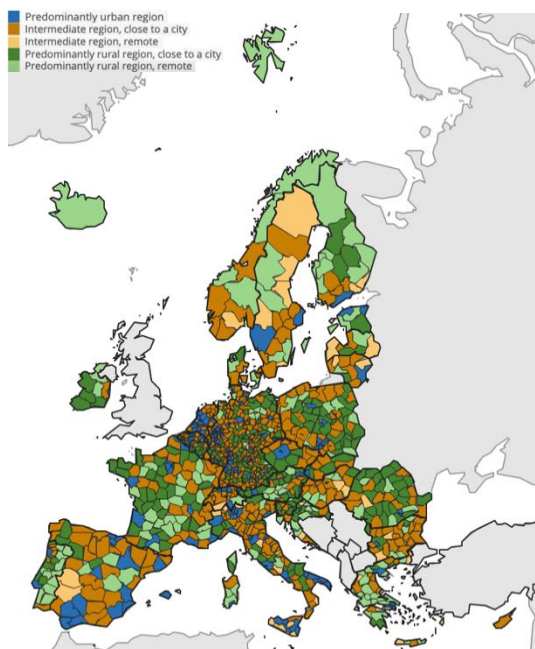 Predominantly urban region
Intermediate region, close to a city
Intermediate region, remote
Predominantly rural region, close to a city
Predominantly rural region, remote